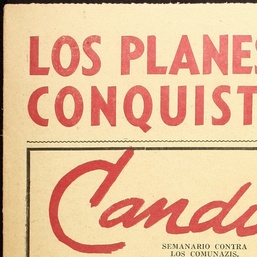 LOS PLANES
CONQUIST
Candi
SEMANARIO CONTRA
LOS COMUNAZIS.